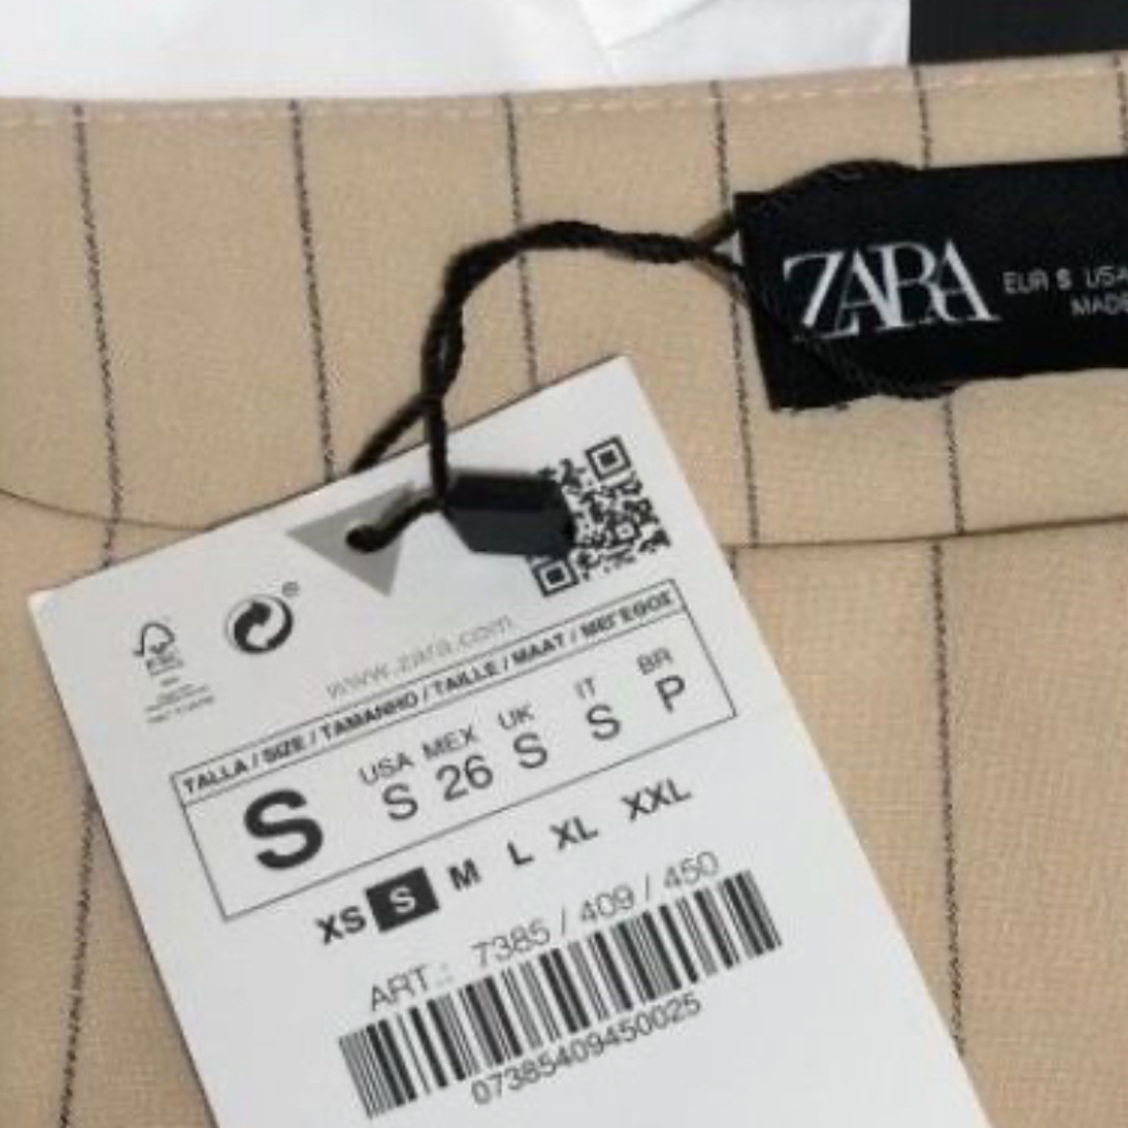 ZARA
EUR S USA
MADE
FSC
www.zara.com
TALLA / SIZE / TAMANHO / TAILLE / MAAT / ΜΕΓΕΘΟΣ
S
USA MEX UK IT BR
S 26 S S P
XS S M L XL XXL
ART.: 7385 / 409 / 450
07385409450025